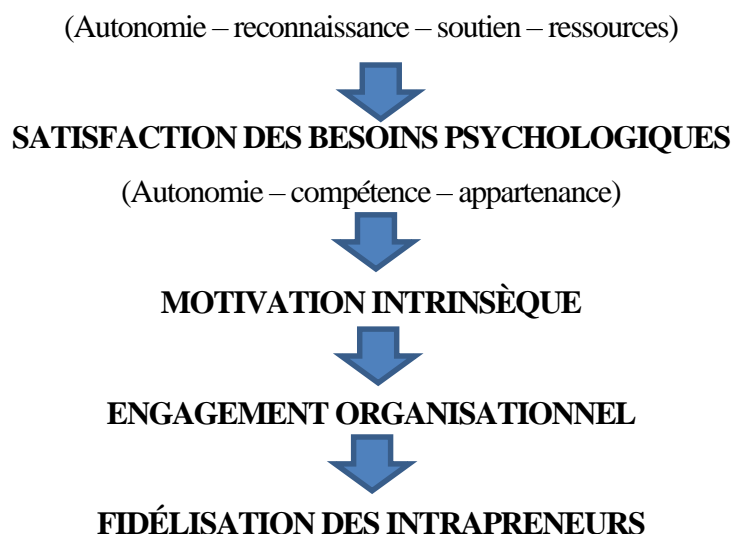 (Autonomie – reconnaissance – soutien – ressources)
SATISFACTION DES BESOINS PSYCHOLOGIQUES
(Autonomie – compétence – appartenance)
MOTIVATION INTRINSÈQUE
ENGAGEMENT ORGANISATIONNEL
FIDÉLISATION DES INTRAPRENEURS